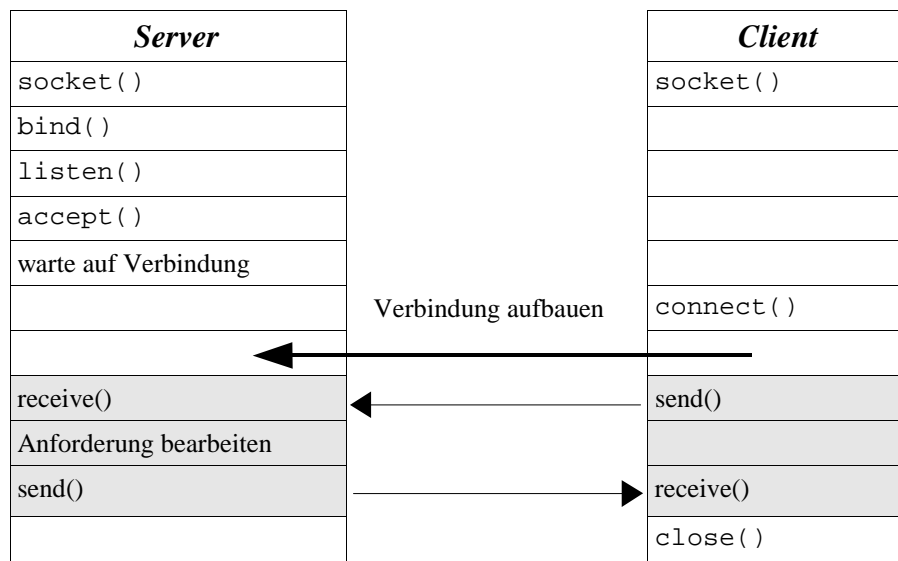 Server Client
socket() socket()
bind()
listen()
accept()
warte auf Verbindung
Verbindung aufbauen connect()
receive() send()
Anforderung bearbeiten
send() receive()
close()